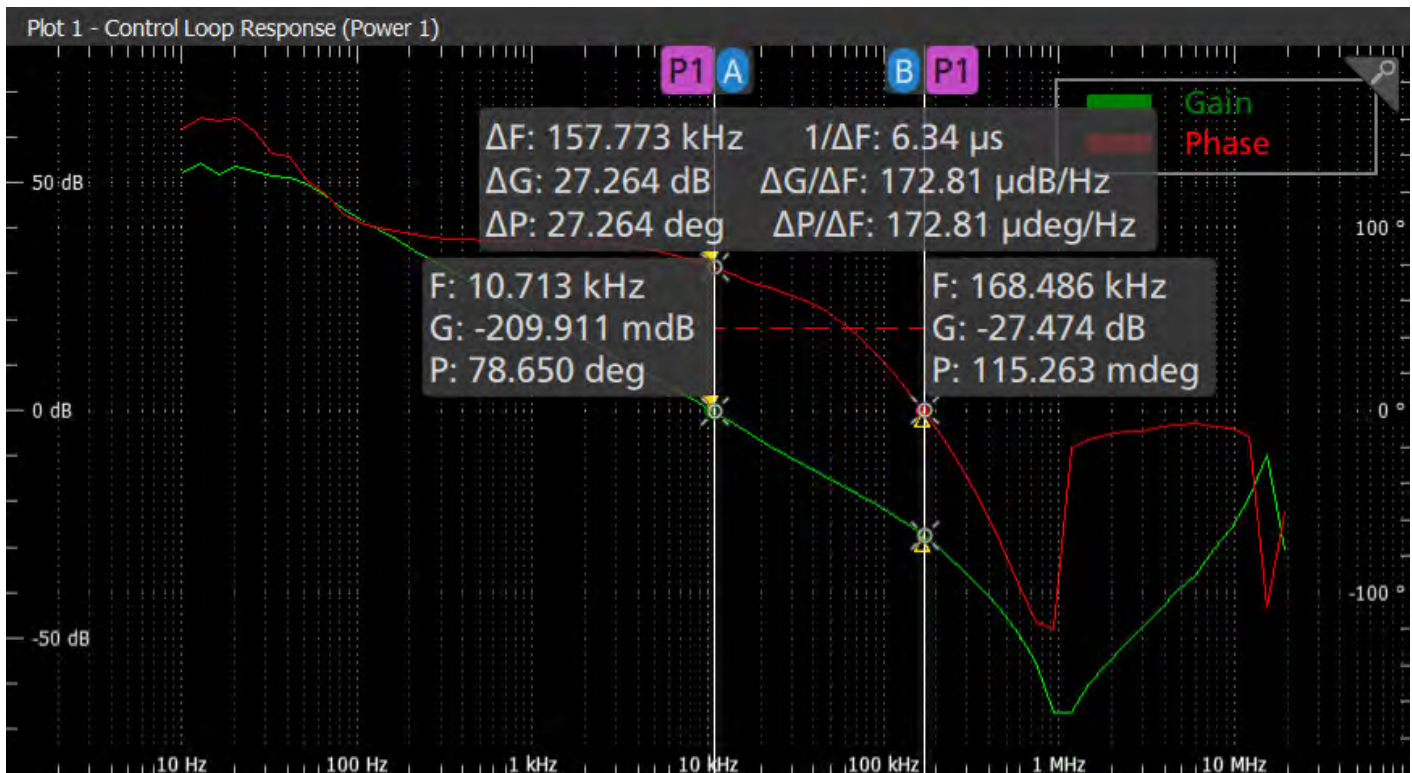 Plot 1 - Control Loop Response (Power 1)
P1 A B P1
Gain
Phase
ΔF: 157.773 kHz 1/ΔF: 6.34 µs
ΔG: 27.264 dB ΔG/ΔF: 172.81 µdB/Hz
ΔP: 27.264 deg ΔP/ΔF: 172.81 µdeg/Hz
50 dB
100 °
F: 10.713 kHz
G: -209.911 mdB
P: 78.650 deg
F: 168.486 kHz
G: -27.474 dB
P: 115.263 mdeg
0 dB
0 °
-100 °
-50 dB
10 Hz 100 Hz 1 kHz 10 kHz 100 kHz 1 MHz 10 MHz